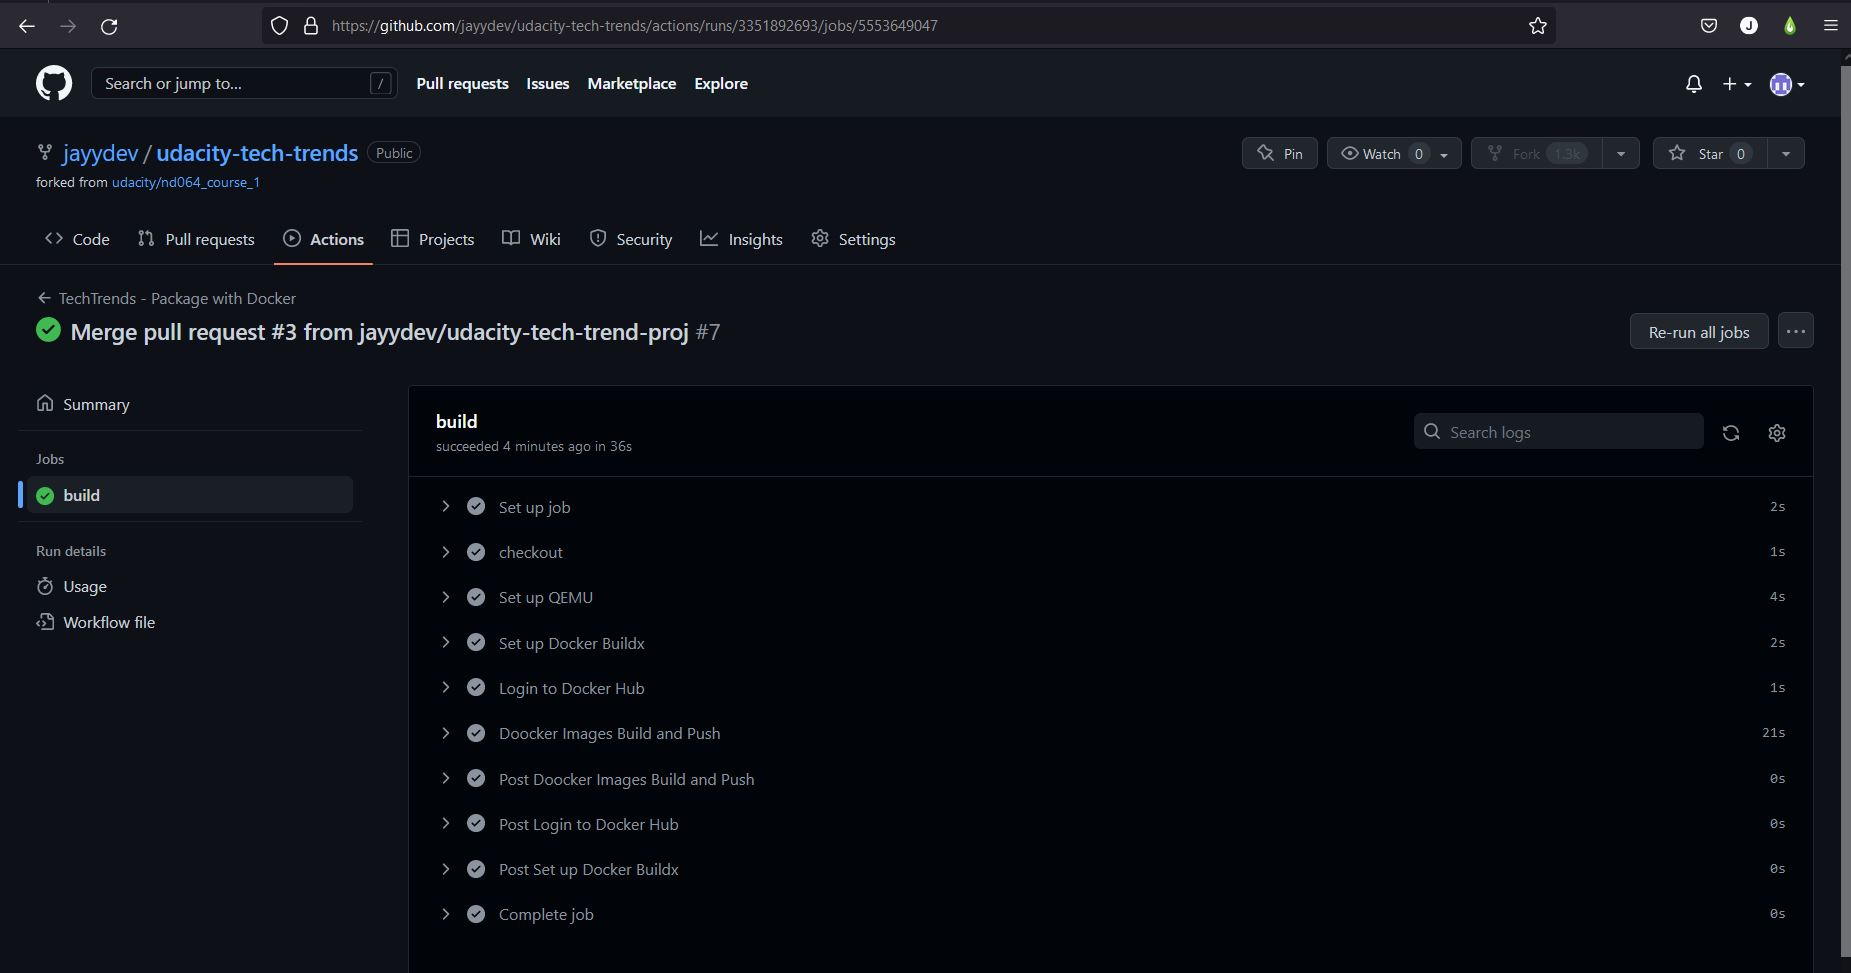 https://github.com/jayydev/udacity-tech-trends/actions/runs/3351892693/jobs/5553649047
J
Search or jump to... /
Pull requests Issues Marketplace Explore
jayydev / udacity-tech-trends Public
Pin Watch 0 Fork 1.3k Star 0
forked from udacity/nd064_course_1
Code Pull requests Actions Projects Wiki Security Insights Settings
TechTrends - Package with Docker
Merge pull request #3 from jayydev/udacity-tech-trend-proj #7
Re-run all jobs
Summary
Jobs
build
Run details
Usage
Workflow file
build
succeeded 4 minutes ago in 36s
Search logs
Set up job 2s
checkout 1s
Set up QEMU 4s
Set up Docker Buildx 2s
Login to Docker Hub 1s
Doocker Images Build and Push 21s
Post Doocker Images Build and Push 0s
Post Login to Docker Hub 0s
Post Set up Docker Buildx 0s
Complete job 0s